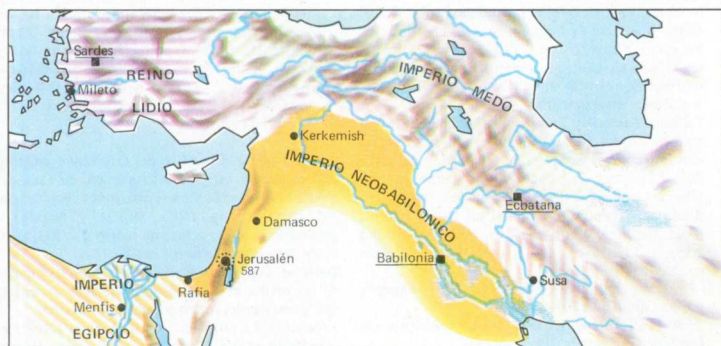 Sardes
REINO
Mileto
LIDIO
IMPERIO MEDO
Kerkemish
IMPERIO NEOBABILONICO
Ecbatana
Damasco
Jerusalén
587
Babilonia
Susa
IMPERIO
Rafia
Menfis
EGIPCIO